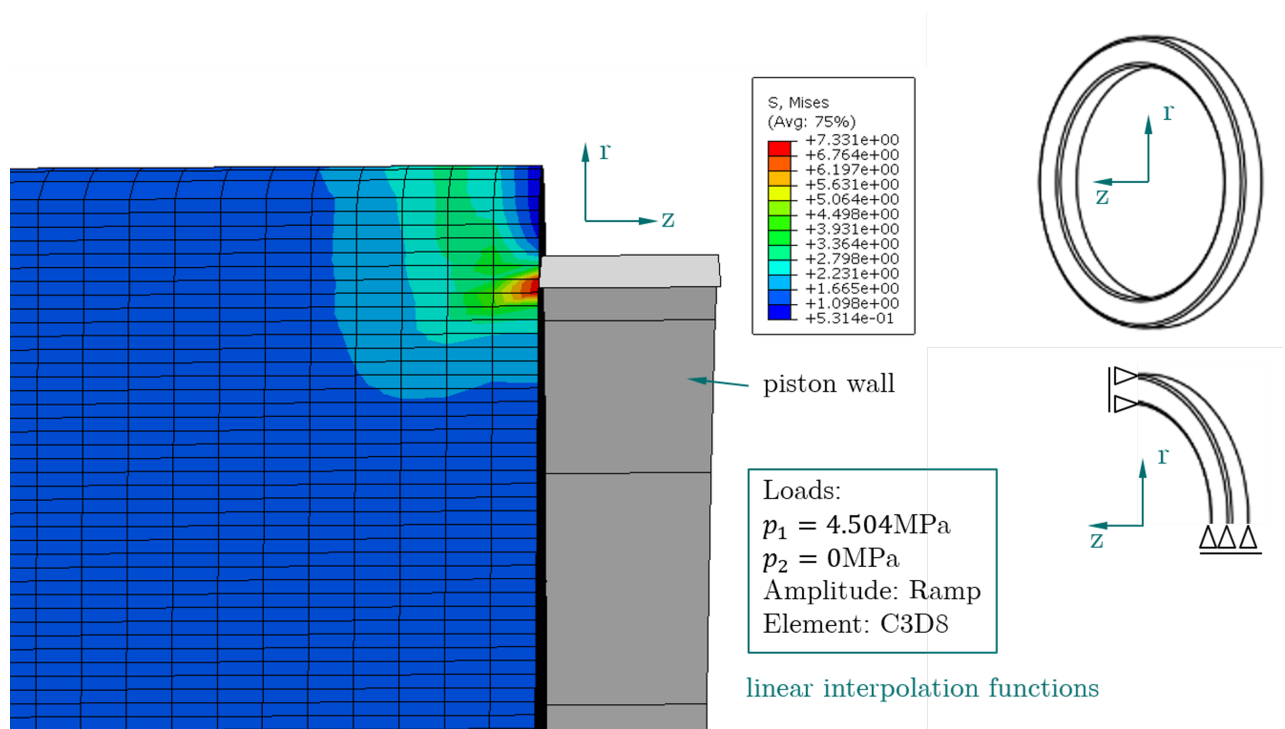 S, Mises
(Avg: 75%)
+7.331e+00
+6.764e+00
+6.197e+00
+5.631e+00
+5.064e+00
+4.498e+00
+3.931e+00
+3.364e+00
+2.798e+00
+2.231e+00
+1.665e+00
+1.098e+00
+5.314e-01
r
z
piston wall
Loads:
p₁ = 4.504MPa
p₂ = 0MPa
Amplitude: Ramp
Element: C3D8
linear interpolation functions
r
z
r
z